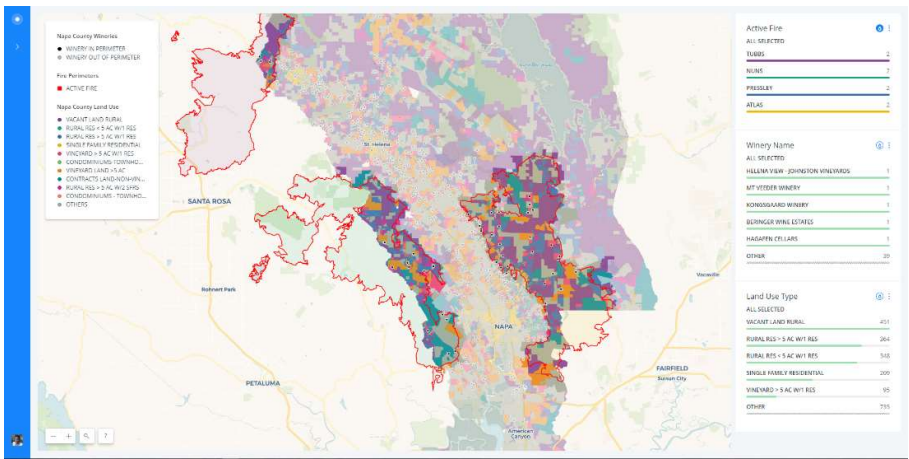 Napa County Wineries
WINERY IN PERIMETER
WINERY OUT OF PERIMETER
Fire Perimeters
ACTIVE FIRE
Napa County Land Use
VACANT LAND RURAL
RURAL RES < 5 AC W/1 RES
RURAL RES > 5 AC W/1 RES
SINGLE FAMILY RESIDENTIAL
VINEYARD > 5 AC W/1 RES
CONDOMINIUMS-TOWNHO...
VINEYARD LAND >5 AC
CONTRACTS LAND-NON-VIN...
RURAL RES > 5 AC W/2 SFRS
CONDOMINIUMS - TOWNHO...
OTHERS
St. Helena
SANTA ROSA
Rohnert Park
PETALUMA
NAPA
Vacaville
FAIRFIELD
Suisun City
American
Canyon
Active Fire
ALL SELECTED
TUBBS 2
NUNS 7
PRESSLEY 2
ATLAS 2
Winery Name
ALL SELECTED
HELENA VIEW - JOHNSTON VINEYARDS 1
MT VEEDER WINERY 1
KONGSGAARD WINERY 1
BERINGER WINE ESTATES 1
HAGAFEN CELLARS 1
OTHER 39
Land Use Type
ALL SELECTED
VACANT LAND RURAL 451
RURAL RES > 5 AC W/1 RES 364
RURAL RES < 5 AC W/1 RES 348
SINGLE FAMILY RESIDENTIAL 209
VINEYARD > 5 AC W/1 RES 95
OTHER 735